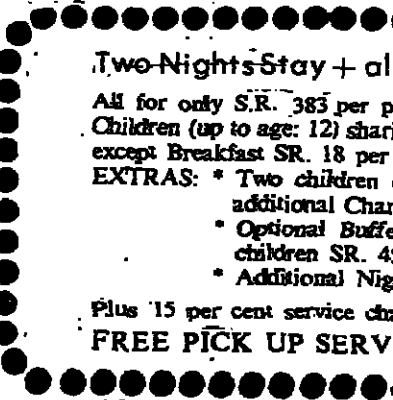 Two Nights Stay + al
All for only S.R. 383 per p
Children (up to age: 12) shari
except Breakfast SR. 18 per
EXTRAS: * Two children
additional Char
* Optional Buffe
children SR. 4
* Additional Nig
Plus 15 per cent service cha
FREE PICK UP SERV